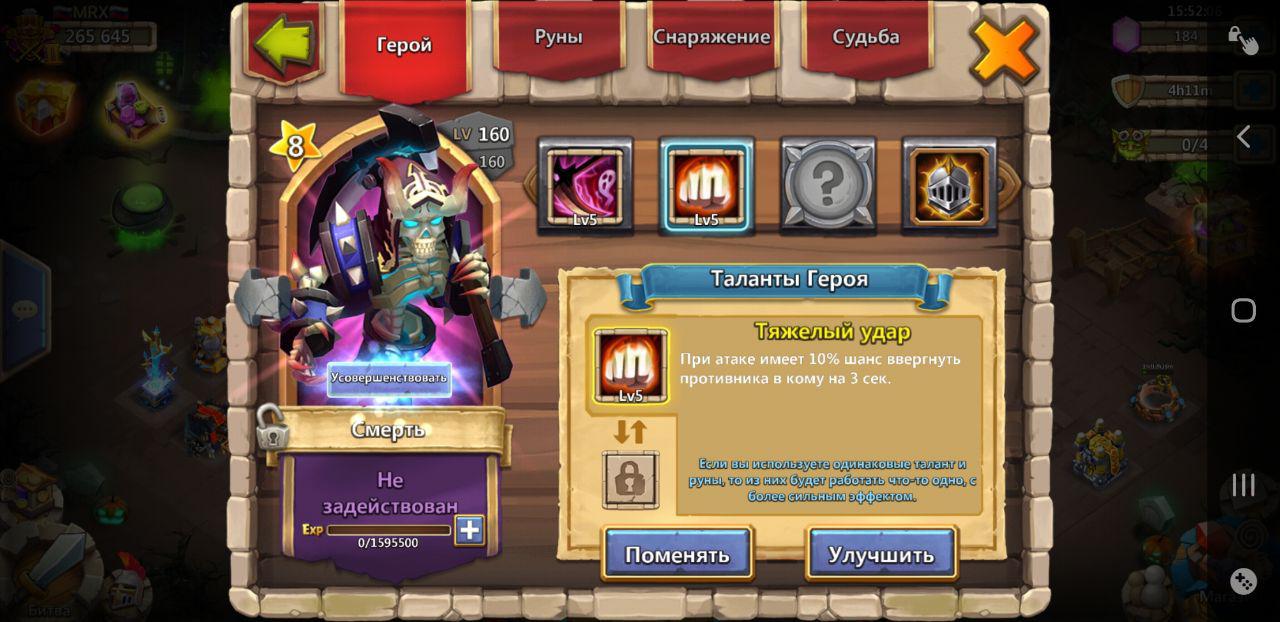 MRX
265 645
Герой
Руны
Снаряжение
Судьба
15:52:06
184
4h11m
0/4
8
LV 160
160
Lv5
Lv5
?
Таланты Героя
Тяжелый удар
При атаке имеет 10% шанс ввергнуть
противника в кому на 3 сек.
Lv5
Если вы используете одинаковые талант и
руны, то из них будет работать что-то одно, с
более сильным эффектом.
Поменять
Улучшить
Усовершенствовать
Смерть
Не
задействован
Exp
0/1595500
Битва